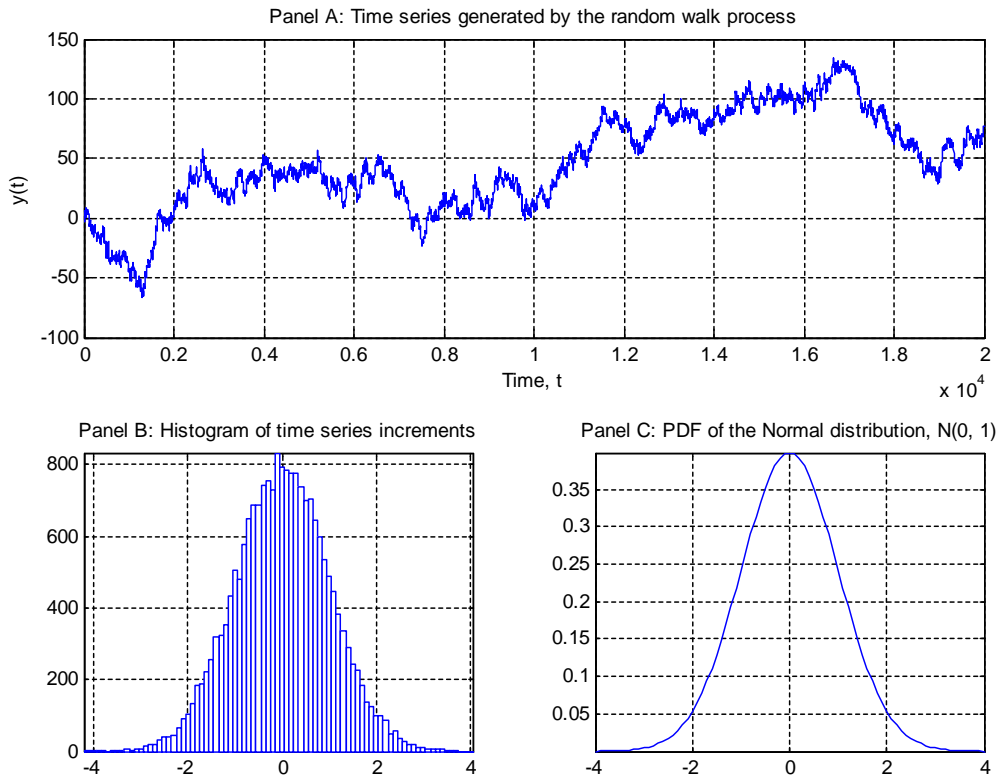 Panel A: Time series generated by the random walk process
150
100
50
0
-50
-100
y(t)
0 0.2 0.4 0.6 0.8 1 1.2 1.4 1.6 1.8 2
Time, t
x 10^4
Panel B: Histogram of time series increments
800
600
400
200
0
-4 -2 0 2 4
Panel C: PDF of the Normal distribution, N(0, 1)
0.35
0.3
0.25
0.2
0.15
0.1
0.05
-4 -2 0 2 4